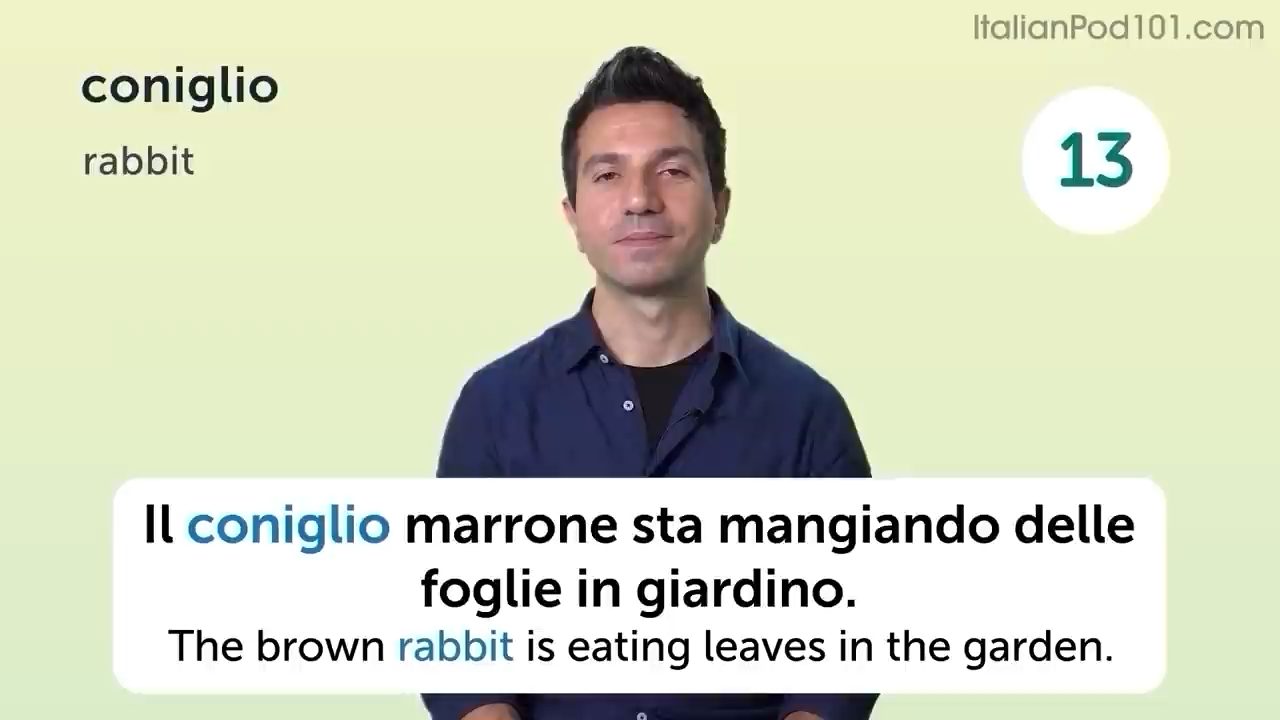 ItalianPod101.com
coniglio
rabbit
13
Il coniglio marrone sta mangiando delle
foglie in giardino.
The brown rabbit is eating leaves in the garden.